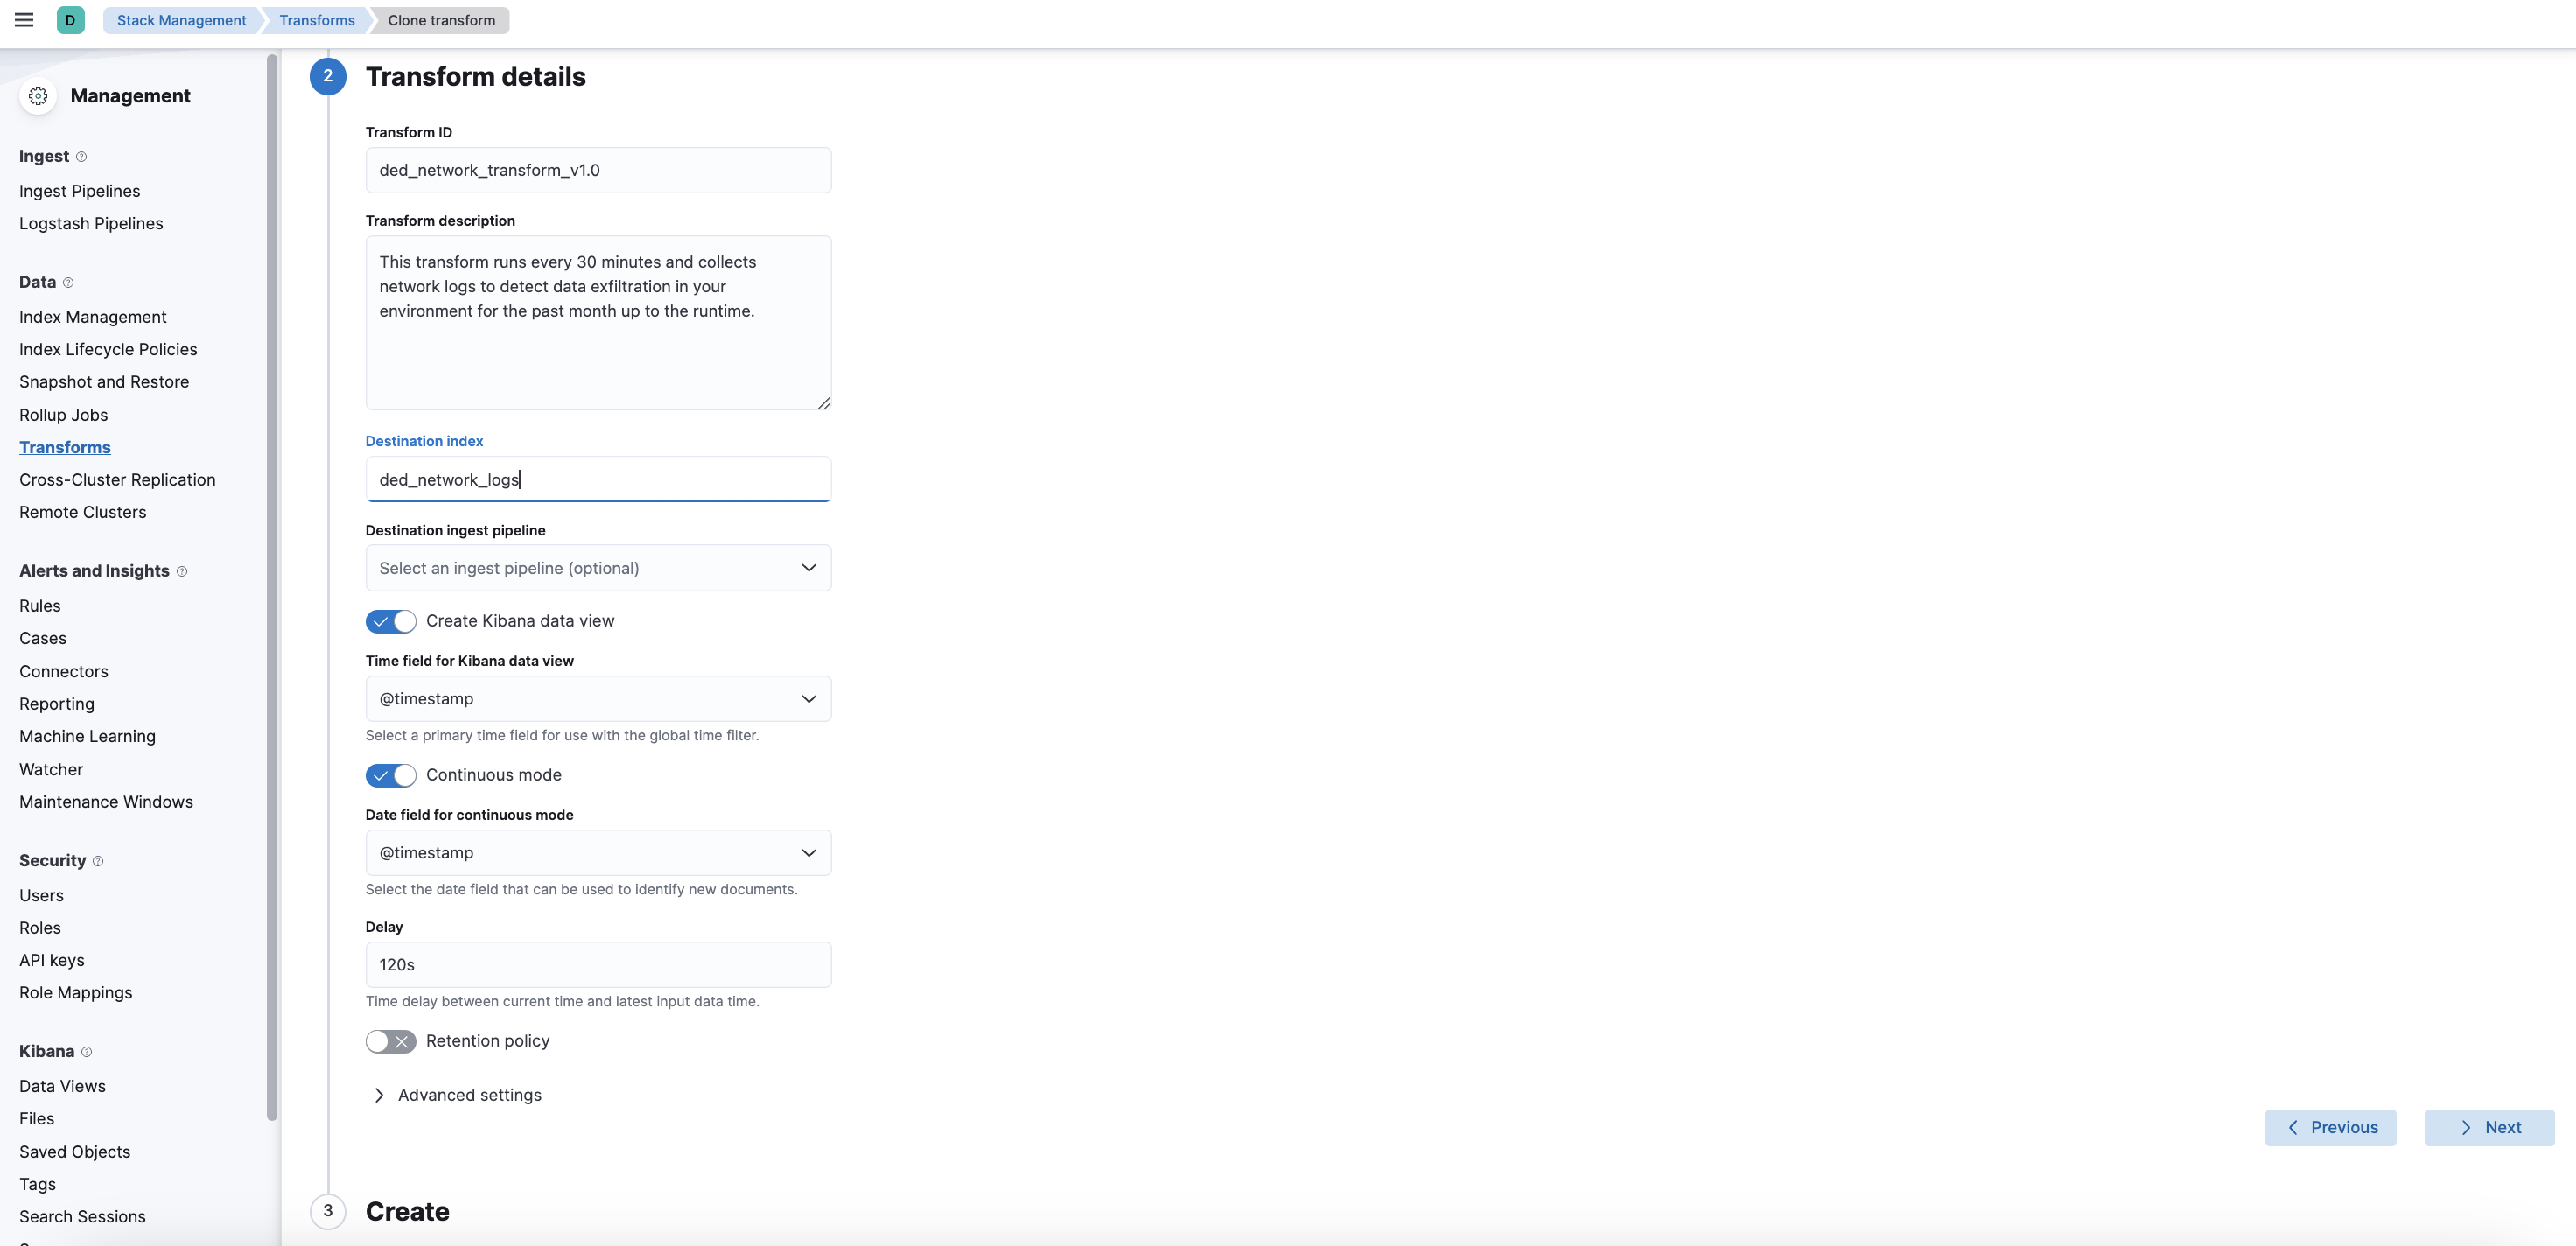 D
Stack Management
Transforms
Clone transform
Management
Ingest
Ingest Pipelines
Logstash Pipelines
Data
Index Management
Index Lifecycle Policies
Snapshot and Restore
Rollup Jobs
Transforms
Cross-Cluster Replication
Remote Clusters
Alerts and Insights
Rules
Cases
Connectors
Reporting
Machine Learning
Watcher
Maintenance Windows
Security
Users
Roles
API keys
Role Mappings
Kibana
Data Views
Files
Saved Objects
Tags
Search Sessions
2
Transform details
Transform ID
ded_network_transform_v1.0
Transform description
This transform runs every 30 minutes and collects
network logs to detect data exfiltration in your
environment for the past month up to the runtime.
Destination index
ded_network_logs
Destination ingest pipeline
Select an ingest pipeline (optional)
Create Kibana data view
Time field for Kibana data view
@timestamp
Select a primary time field for use with the global time filter.
Continuous mode
Date field for continuous mode
@timestamp
Select the date field that can be used to identify new documents.
Delay
120s
Time delay between current time and latest input data time.
Retention policy
Advanced settings
Previous
Next
3
Create